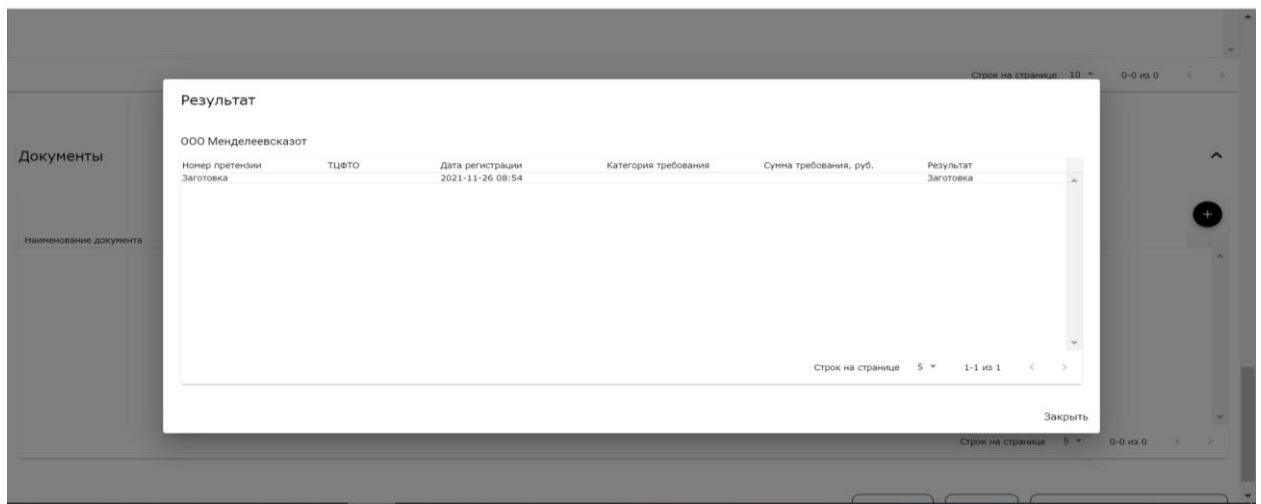 Строк на странице 10 0-0 из 0
Результат
ООО Менделеевсказот
Документы
Номер претензии ТЦФТО Дата регистрации Категория требования Сумма требования, руб. Результат
Заготовка 2021-11-26 08:54 Заготовка
Наименование документа
Строк на странице 5 1-1 из 1
Закрыть
Строк на странице 5 0-0 из 0